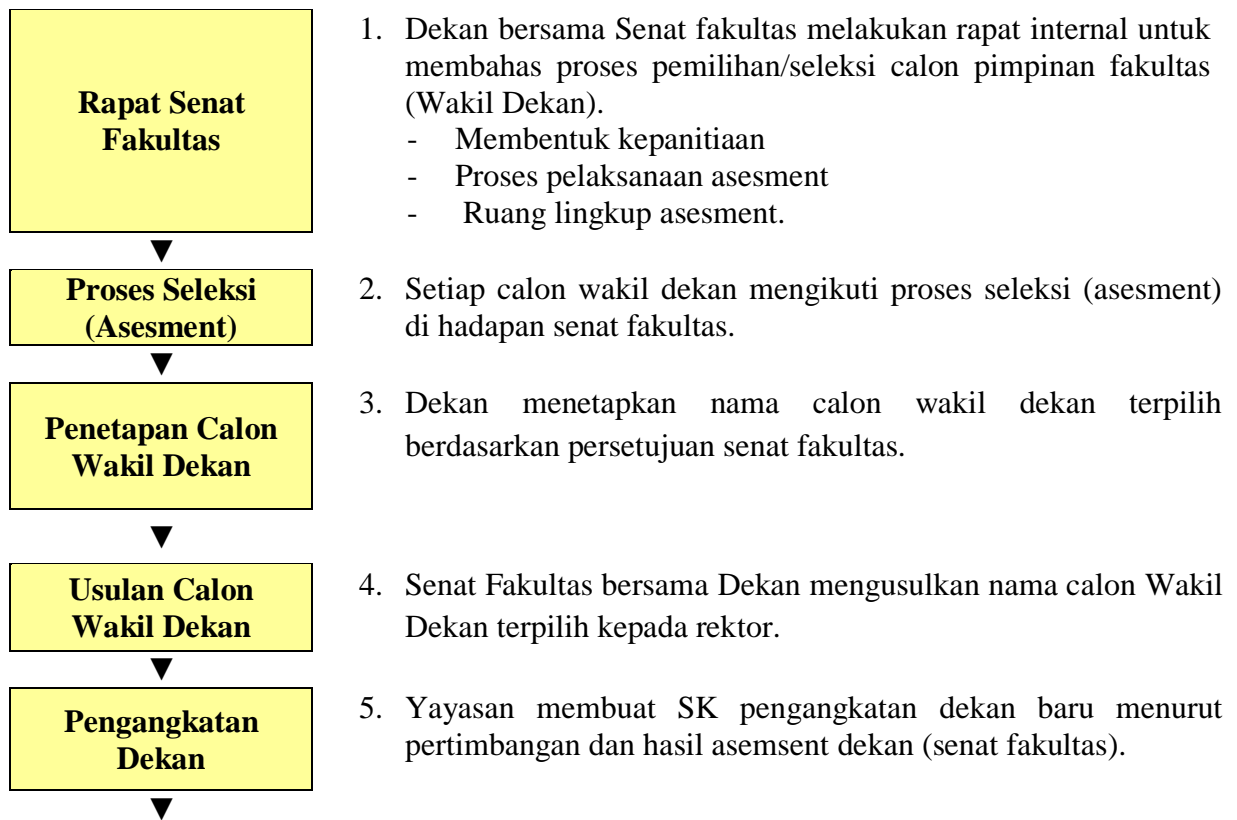 Rapat Senat
Fakultas
1. Dekan bersama Senat fakultas melakukan rapat internal untuk
membahas proses pemilihan/seleksi calon pimpinan fakultas
(Wakil Dekan).
- Membentuk kepanitiaan
- Proses pelaksanaan asesment
- Ruang lingkup asesment.
Proses Seleksi
(Asesment)
2. Setiap calon wakil dekan mengikuti proses seleksi (asesment)
di hadapan senat fakultas.
Penetapan Calon
Wakil Dekan
3. Dekan menetapkan nama calon wakil dekan terpilih
berdasarkan persetujuan senat fakultas.
Usulan Calon
Wakil Dekan
4. Senat Fakultas bersama Dekan mengusulkan nama calon Wakil
Dekan terpilih kepada rektor.
Pengangkatan
Dekan
5. Yayasan membuat SK pengangkatan dekan baru menurut
pertimbangan dan hasil asemsent dekan (senat fakultas).